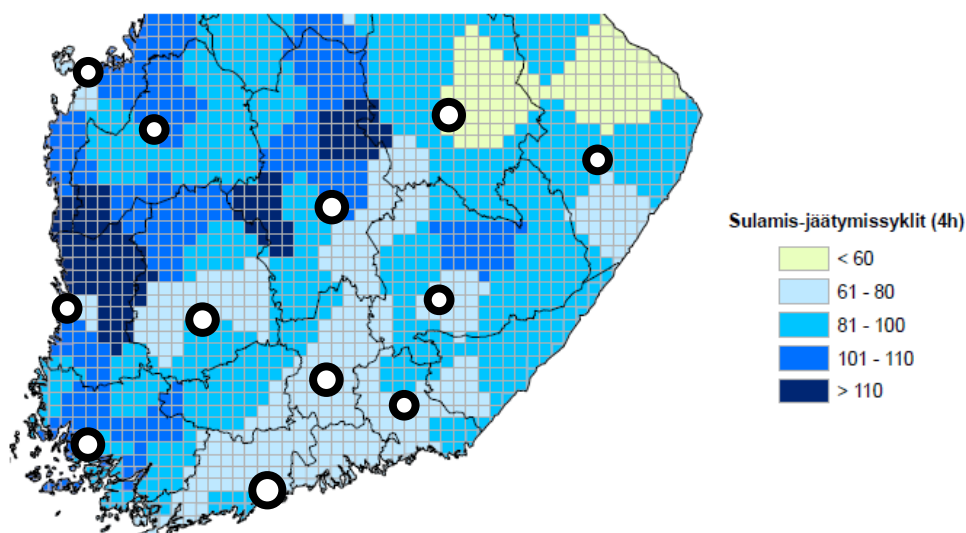 Sulamis-jäätymissyklit (4h)
< 60
61 - 80
81 - 100
101 - 110
> 110